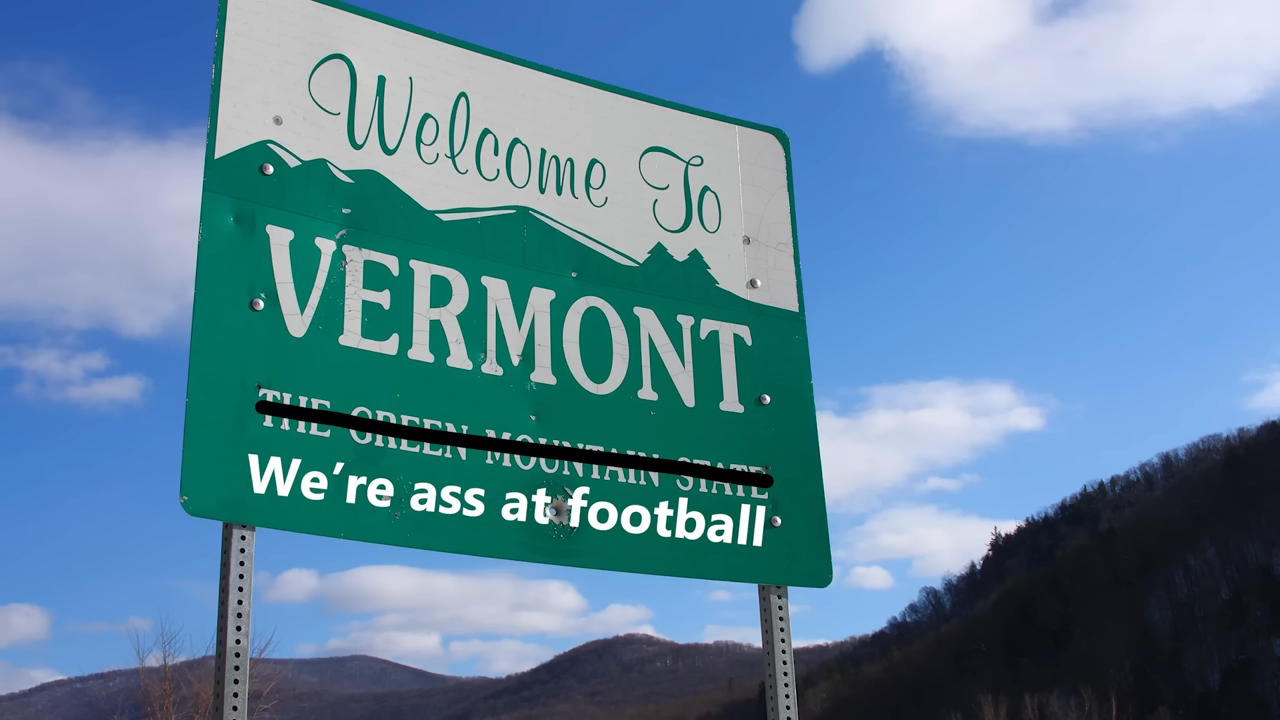 Welcome To
VERMONT
THE GREEN MOUNTAIN STATE
We're ass at football